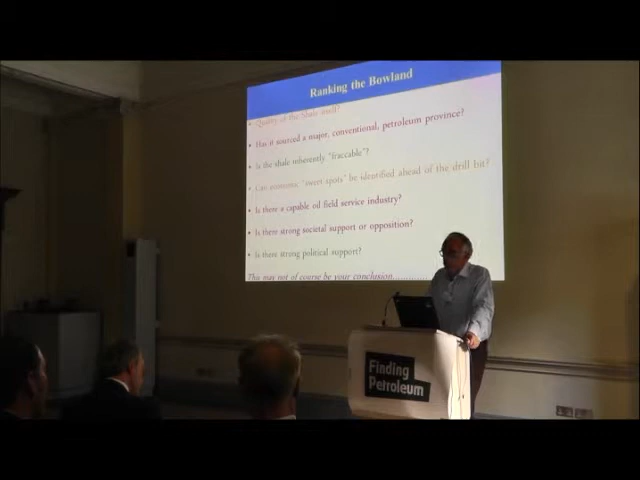 Ranking the Bowland
• Quality of the Shale itself?
• Has it sourced a major, conventional, petroleum province?
• Is the shale inherently "fraccable"?
• Can economic "sweet spots" be identified ahead of the drill bit?
• Is there a capable oil field service industry?
• Is there strong societal support or opposition?
• Is there strong political support?
This may not of course be your conclusion..............
Finding
Petroleum